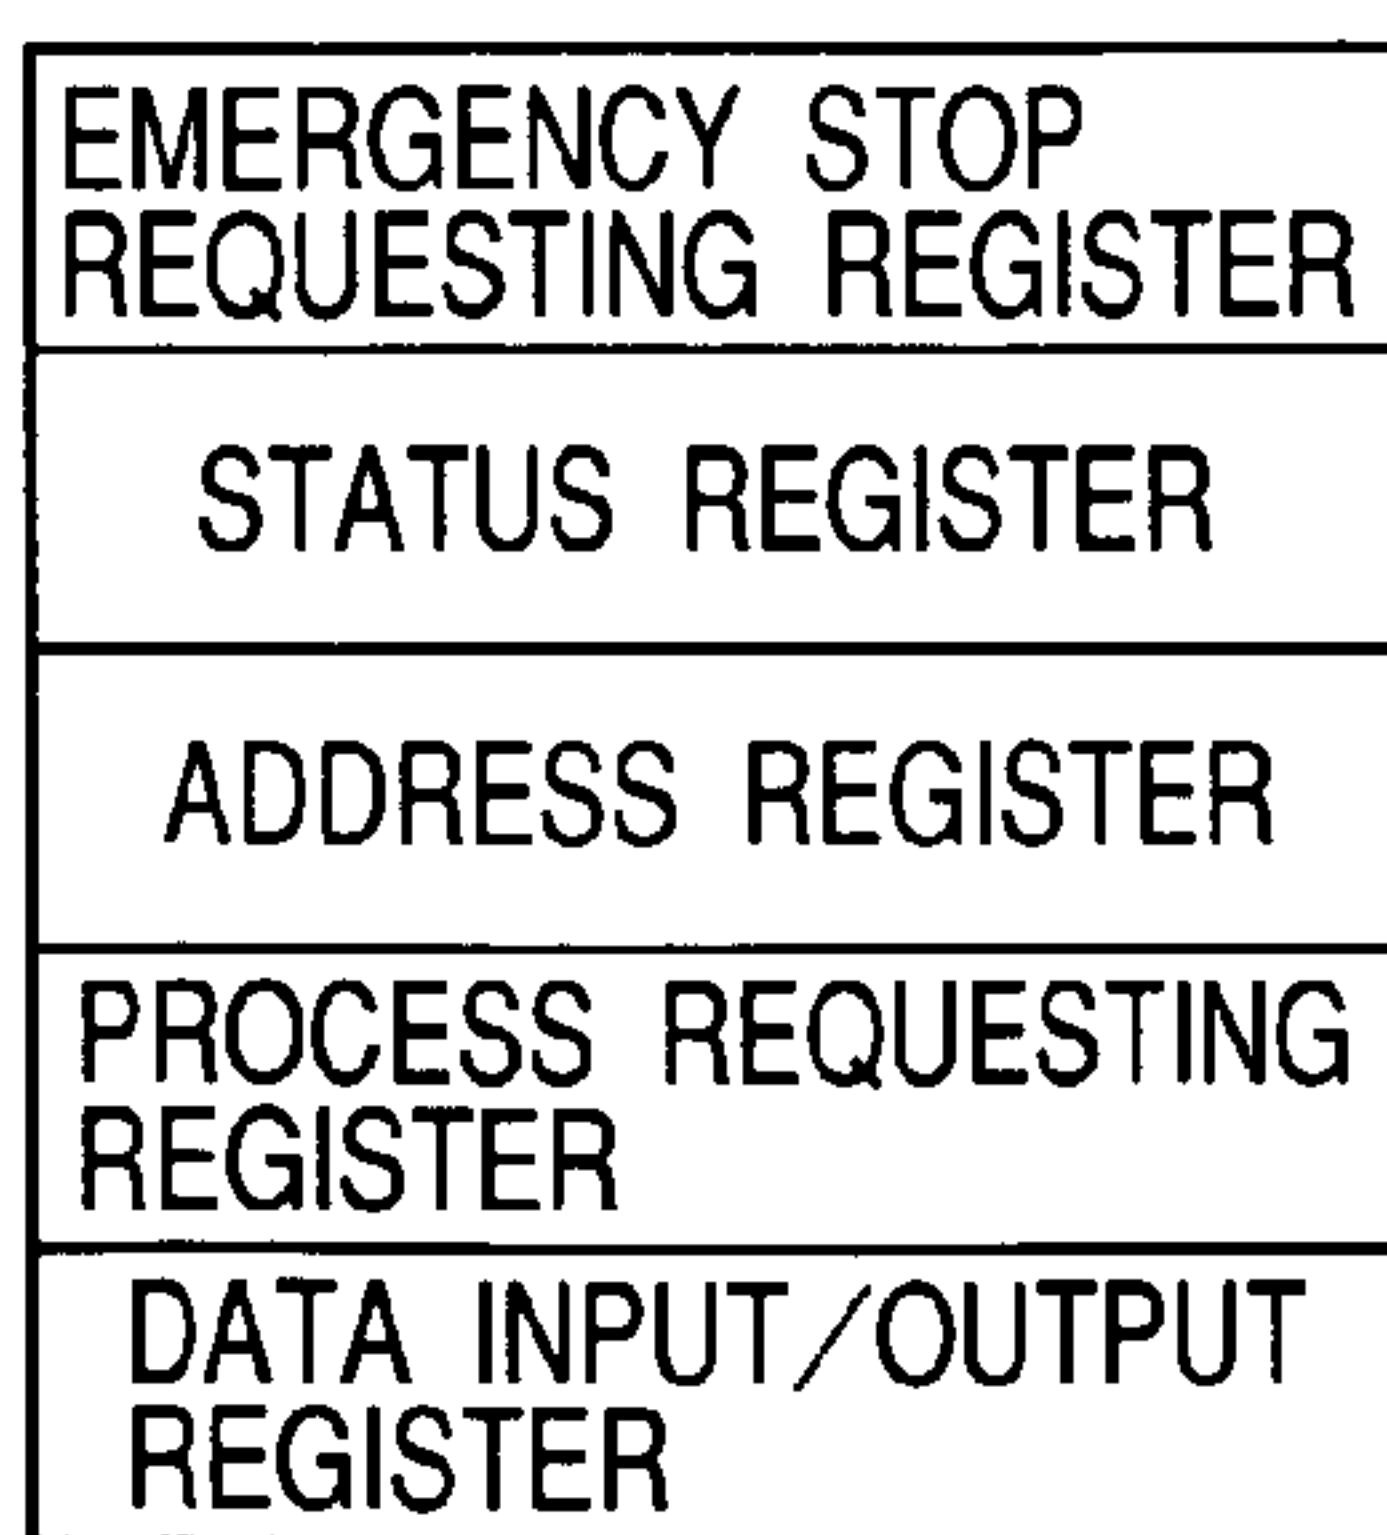 EMERGENCY STOP
REQUESTING REGISTER
STATUS REGISTER
ADDRESS REGISTER
PROCESS REQUESTING
REGISTER
DATA INPUT/OUTPUT
REGISTER